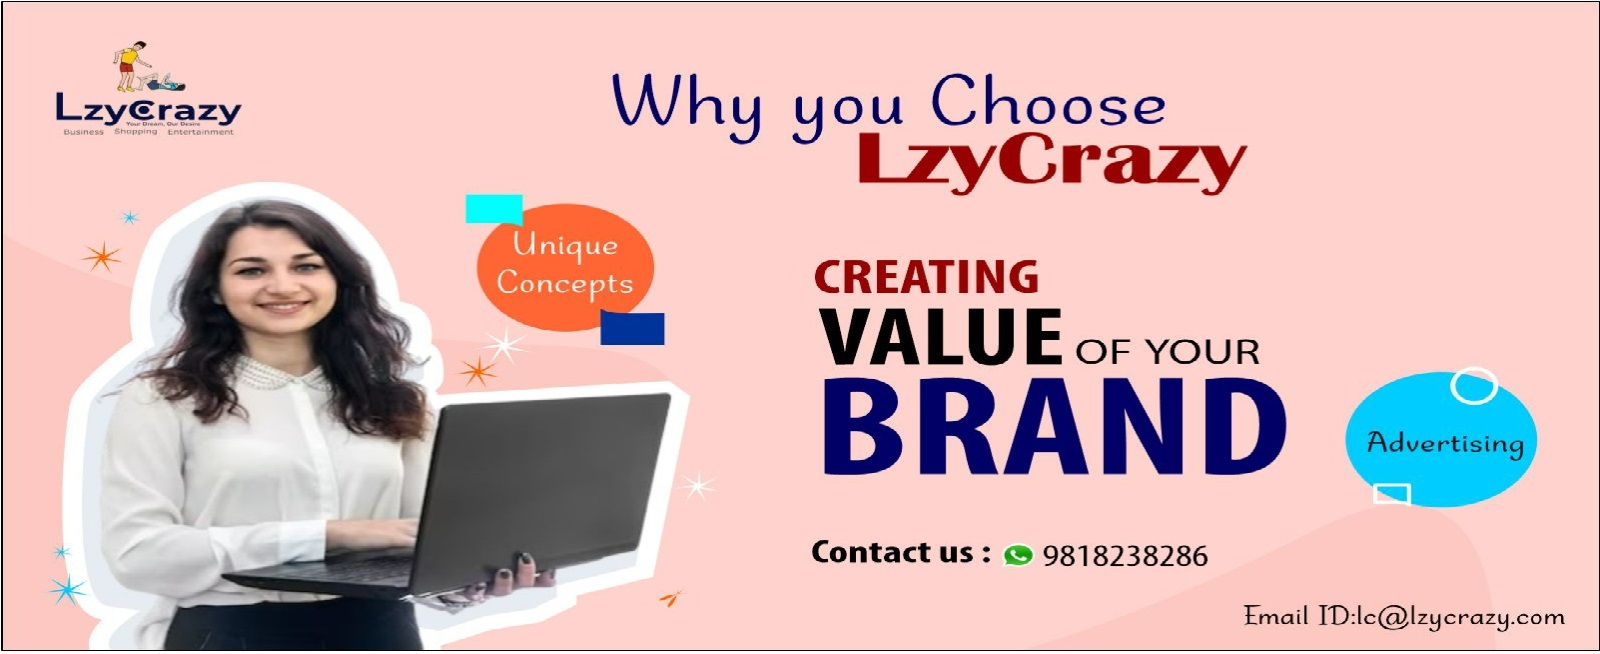 LzyCrazy
Your Dream, Our Desire
Business Shopping Entertainment
Why you Choose
LzyCrazy
Unique
Concepts
CREATING
VALUE OF YOUR
BRAND
Advertising
Contact us : 9818238286
Email ID:lc@lzycrazy.com